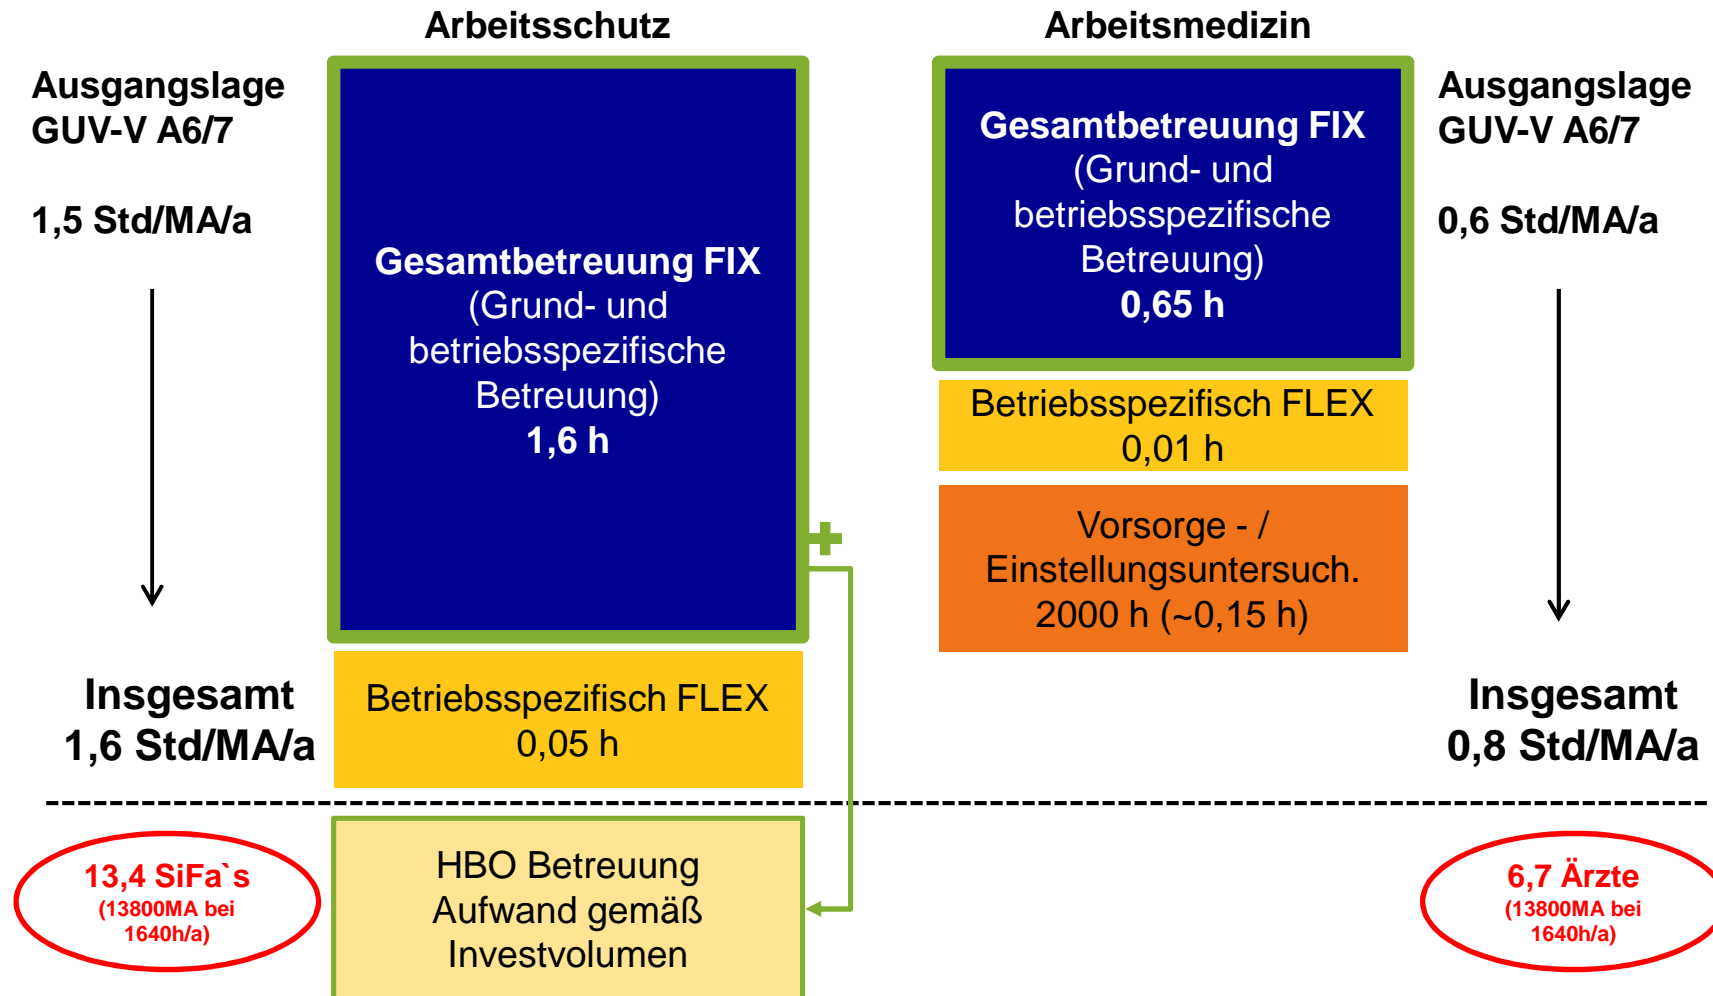 Arbeitsschutz
Ausgangslage
GUV-V A6/7
1,5 Std/MA/a
Gesamtbetreuung FIX
(Grund- und
betriebsspezifische
Betreuung)
1,6 h
Insgesamt
1,6 Std/MA/a
Betriebsspezifisch FLEX
0,05 h
13,4 SiFa`s
(13800MA bei
1640h/a)
HBO Betreuung
Aufwand gemäß
Investvolumen
Arbeitsmedizin
Gesamtbetreuung FIX
(Grund- und
betriebsspezifische
Betreuung)
0,65 h
Betriebsspezifisch FLEX
0,01 h
Vorsorge - /
Einstellungsuntersuch.
2000 h (~0,15 h)
Ausgangslage
GUV-V A6/7
0,6 Std/MA/a
Insgesamt
0,8 Std/MA/a
6,7 Ärzte
(13800MA bei
1640h/a)